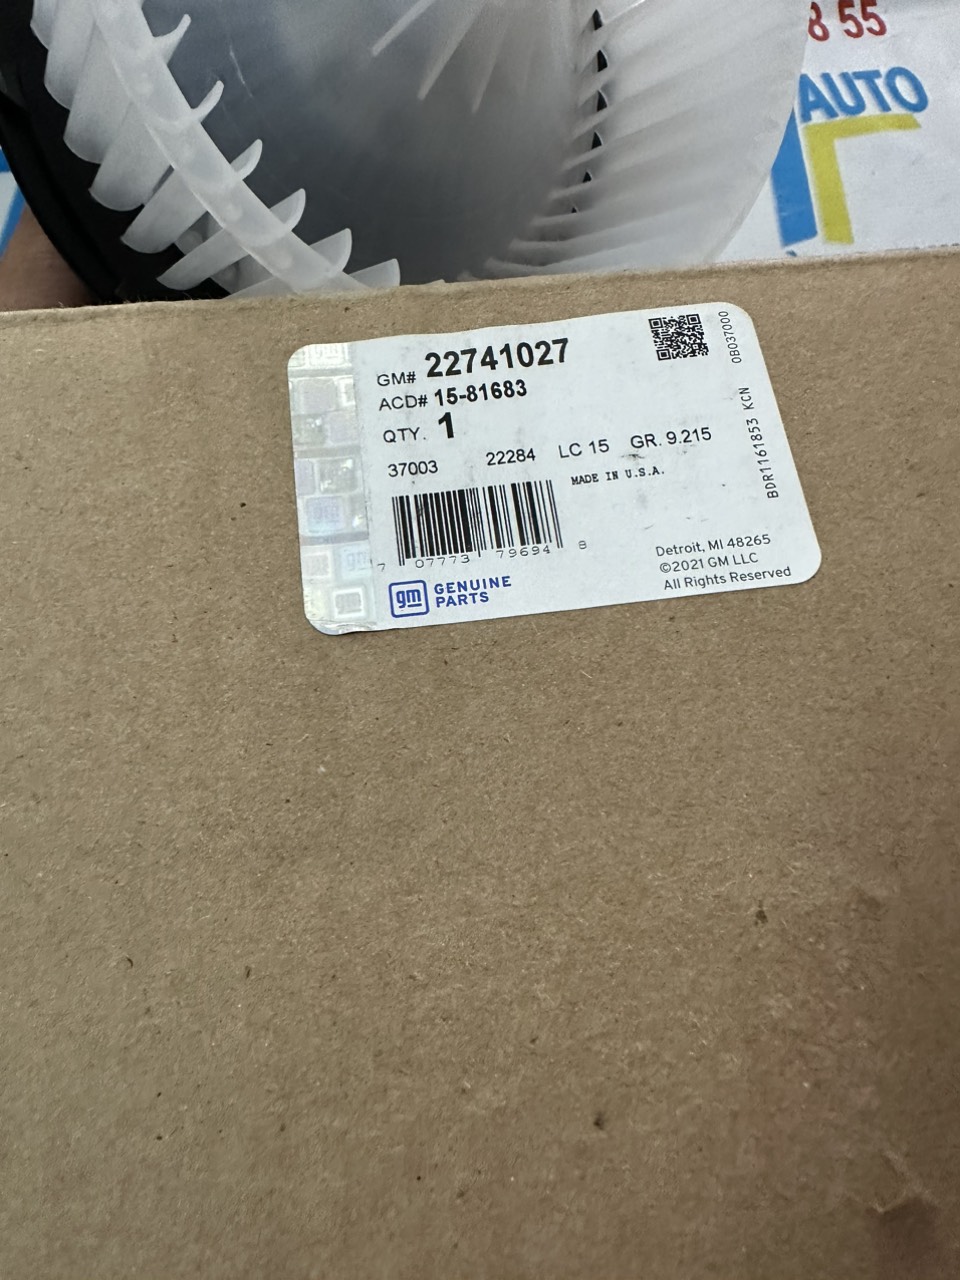 8 55
AUTO
GM# 22741027
ACD# 15-81683
QTY. 1
37003 22284 LC 15 GR. 9.215
MADE IN U.S.A.
7 07773 79694 8
gm GENUINE
PARTS
Detroit, MI 48265
©2021 GM LLC
All Rights Reserved
BDR1161853 KCN 0B037000